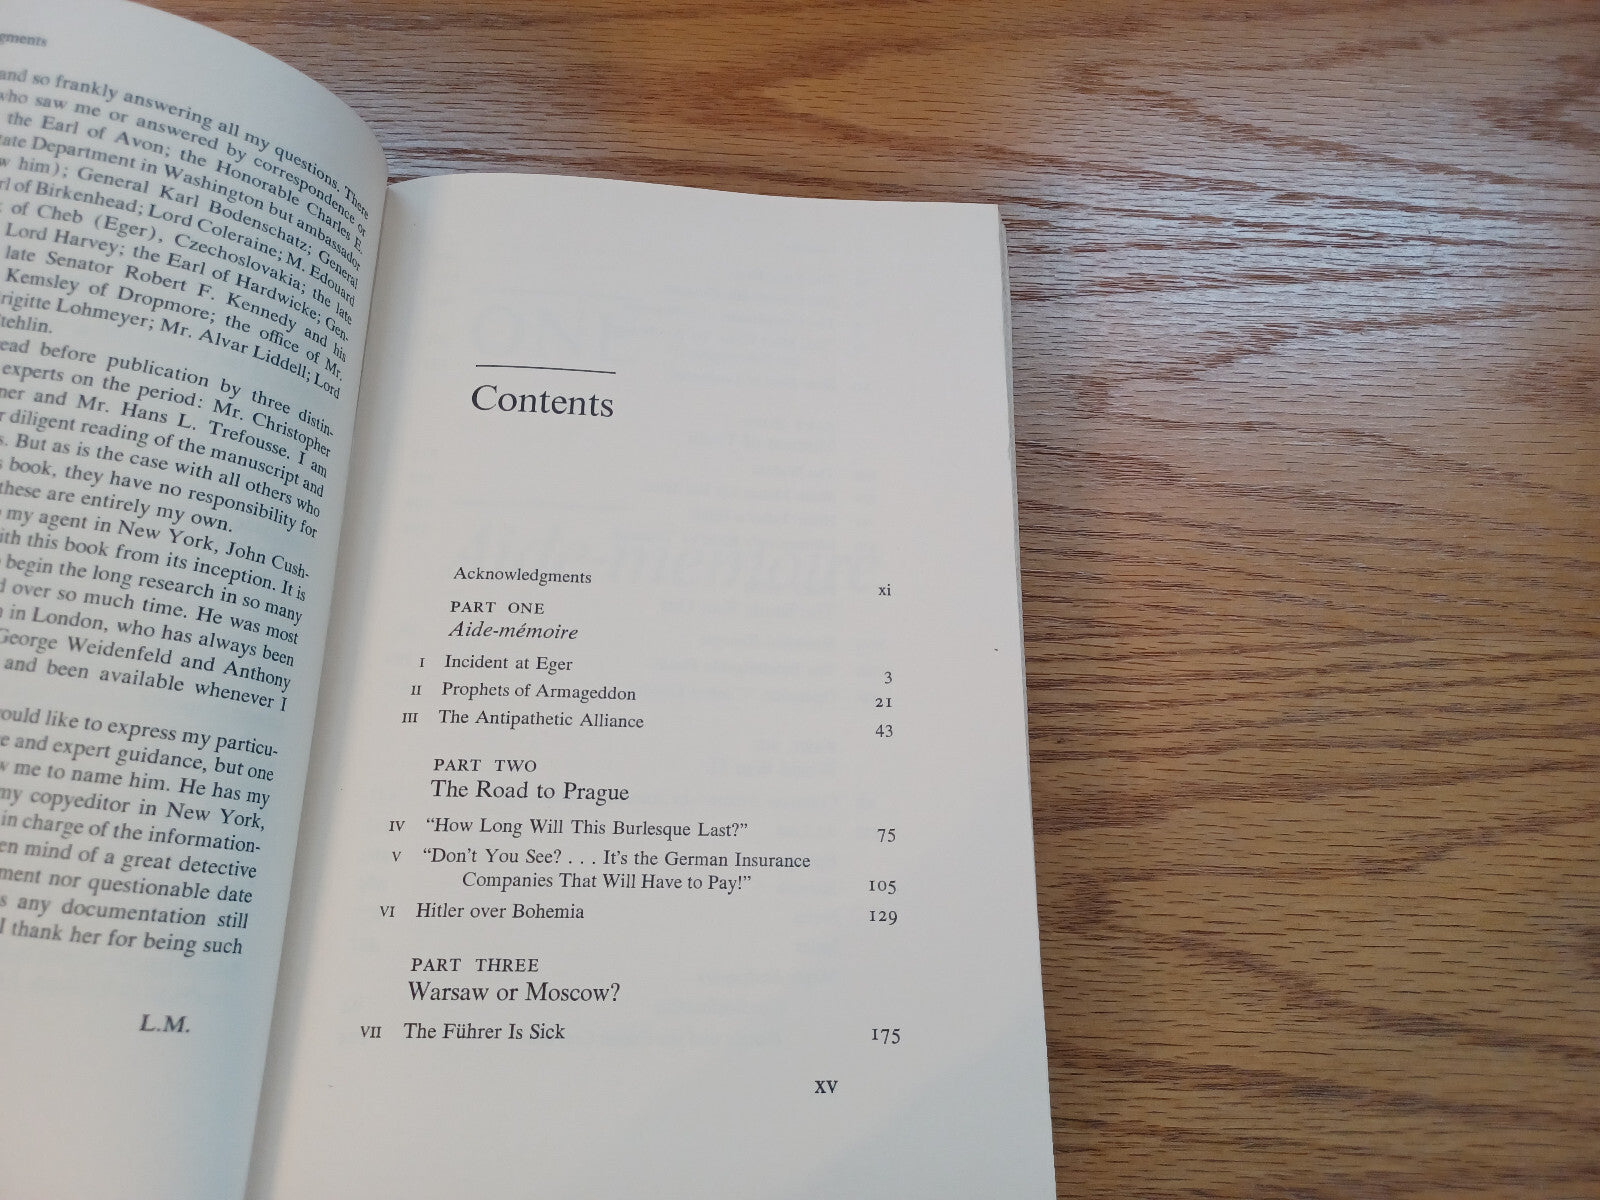 gments
and so frankly answering all my questions. There
who saw me or answered by correspondence or
the Earl of Avon; the Honorable Charles E.
tate Department in Washington but ambassador
w him); General Karl Bodenschatz; General
rl of Birkenhead; Lord Coleraine; M. Edouard
k of Cheb (Eger), Czechoslovakia; the late
Lord Harvey; the Earl of Hardwicke; Gen-
late Senator Robert F. Kennedy and his
Kemsley of Dropmore; the office of Mr.
rigitte Lohmeyer; Mr. Alvar Liddell; Lord
tehlin.
ead before publication by three distin-
experts on the period: Mr. Christopher
ner and Mr. Hans L. Trefousse. I am
r diligent reading of the manuscript and
s. But as is the case with all others who
s book, they have no responsibility for
these are entirely my own.
my agent in New York, John Cush-
ith this book from its inception. It is
begin the long research in so many
d over so much time. He was most
n in London, who has always been
George Weidenfeld and Anthony
and been available whenever I
ould like to express my particu-
e and expert guidance, but one
w me to name him. He has my
my copyeditor in New York,
in charge of the information-
en mind of a great detective
ment nor questionable date
s any documentation still
I thank her for being such
L.M.
Contents
Acknowledgments xi
PART ONE
Aide-mémoire
I Incident at Eger 3
II Prophets of Armageddon 21
III The Antipathetic Alliance 43
PART TWO
The Road to Prague
IV "How Long Will This Burlesque Last?" 75
V "Don't You See? . . . It's the German Insurance
Companies That Will Have to Pay!" 105
VI Hitler over Bohemia 129
PART THREE
Warsaw or Moscow?
VII The Führer Is Sick 175
XV